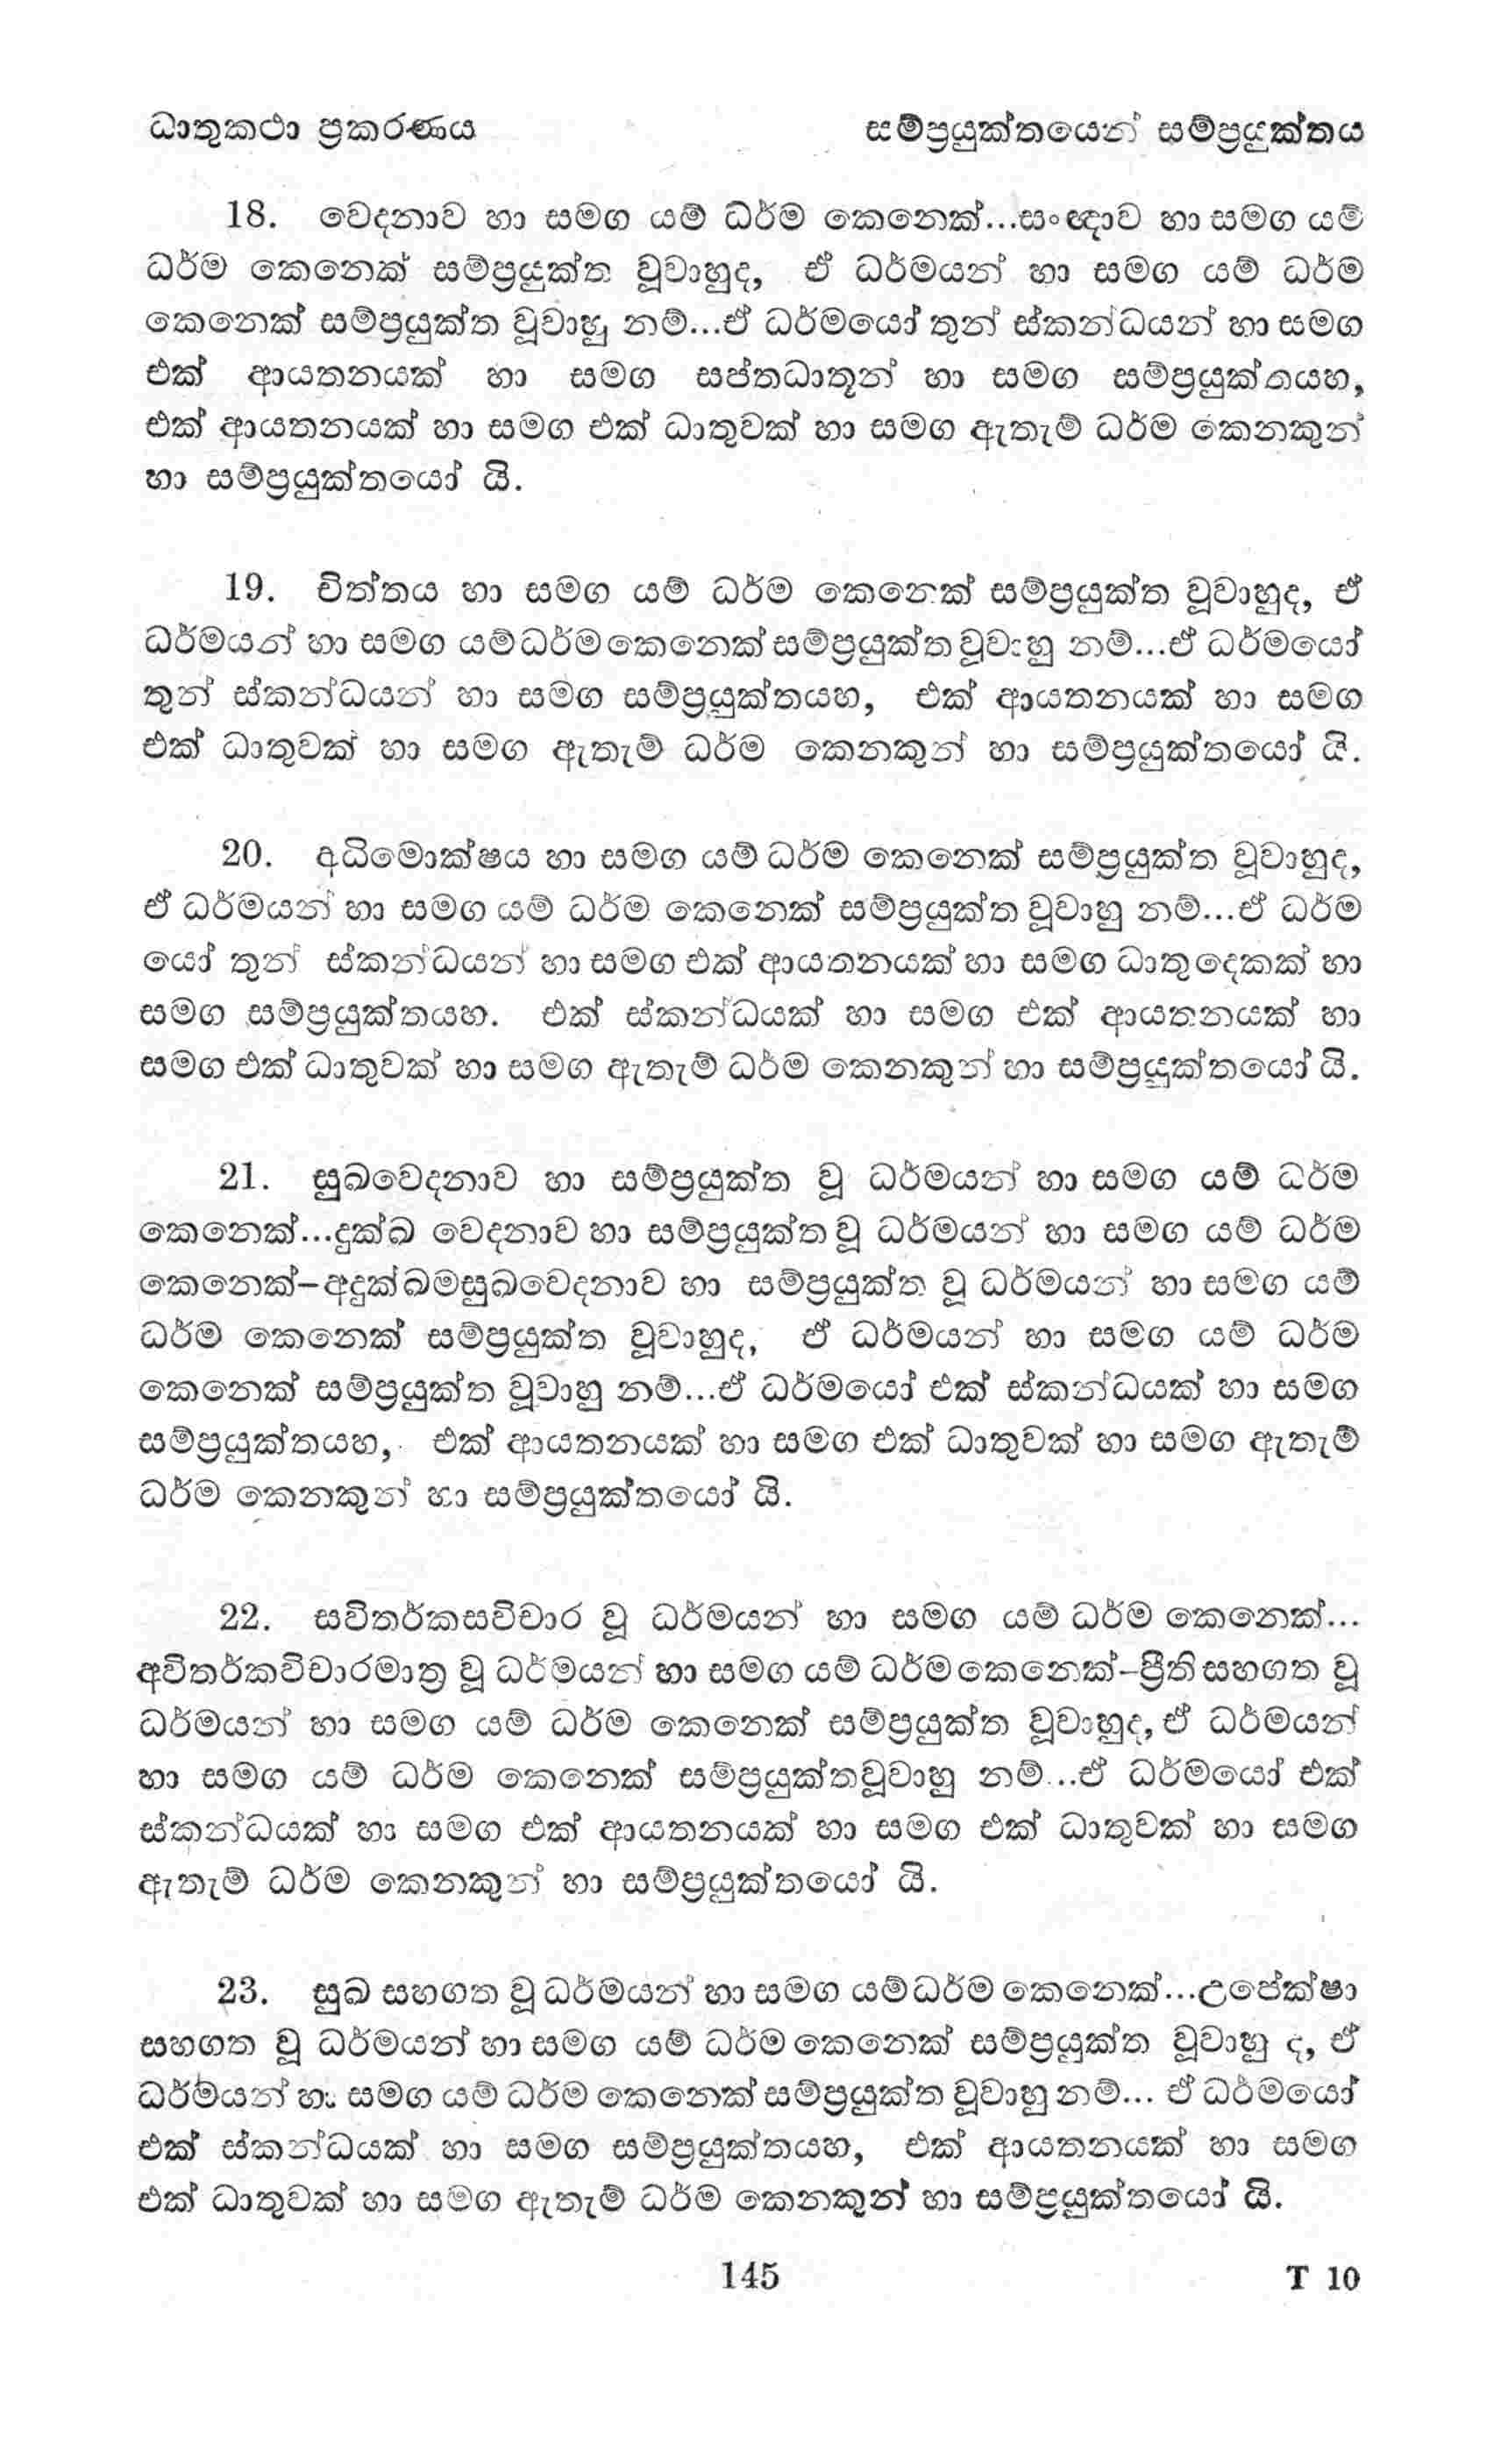 ධාතුකථා ප්‍රකරණය
සම්ප්‍රයුක්තයෙන් සම්ප්‍රයුක්තය
18. වෙදනාව හා සමග යම් ධර්ම කෙනෙක්...සංඥාව හා සමග යම්
ධර්ම කෙනෙක් සම්ප්‍රයුක්ත වූවාහුද, ඒ ධර්මයන් හා සමග යම් ධර්ම
කෙනෙක් සම්ප්‍රයුක්ත වූවාහු නම්...ඒ ධර්මයෝ තුන් ස්කන්ධයන් හා සමග
එක් ආයතනයක් හා සමග සප්තධාතූන් හා සමග සම්ප්‍රයුක්තයහ,
එක් ආයතනයක් හා සමග එක් ධාතුවක් හා සමග ඇතැම් ධර්ම කෙනකුන්
හා සම්ප්‍රයුක්තයෝ යි.
19. චිත්තය හා සමග යම් ධර්ම කෙනෙක් සම්ප්‍රයුක්ත වූවාහුද, ඒ
ධර්මයන් හා සමග යම් ධර්ම කෙනෙක් සම්ප්‍රයුක්ත වූවාහු නම්...ඒ ධර්මයෝ
තුන් ස්කන්ධයන් හා සමග සම්ප්‍රයුක්තයහ, එක් ආයතනයක් හා සමග
එක් ධාතුවක් හා සමග ඇතැම් ධර්ම කෙනකුන් හා සම්ප්‍රයුක්තයෝ යි.
20. අධිමොක්ෂය හා සමග යම් ධර්ම කෙනෙක් සම්ප්‍රයුක්ත වූවාහුද,
ඒ ධර්මයන් හා සමග යම් ධර්ම කෙනෙක් සම්ප්‍රයුක්ත වූවාහු නම්...ඒ ධර්ම
යෝ තුන් ස්කන්ධයන් හා සමග එක් ආයතනයක් හා සමග ධාතු දෙකක් හා
සමග සම්ප්‍රයුක්තයහ. එක් ස්කන්ධයක් හා සමග එක් ආයතනයක් හා
සමග එක් ධාතුවක් හා සමග ඇතැම් ධර්ම කෙනකුන් හා සම්ප්‍රයුක්තයෝ යි.
21. සුඛවෙදනාව හා සම්ප්‍රයුක්ත වූ ධර්මයන් හා සමග යම් ධර්ම
කෙනෙක්...දුක්ඛ වෙදනාව හා සම්ප්‍රයුක්ත වූ ධර්මයන් හා සමග යම් ධර්ම
කෙනෙක්–අදුක්ඛමසුඛවෙදනාව හා සම්ප්‍රයුක්ත වූ ධර්මයන් හා සමග යම්
ධර්ම කෙනෙක් සම්ප්‍රයුක්ත වූවාහුද, ඒ ධර්මයන් හා සමග යම් ධර්ම
කෙනෙක් සම්ප්‍රයුක්ත වූවාහු නම්...ඒ ධර්මයෝ එක් ස්කන්ධයක් හා සමග
සම්ප්‍රයුක්තයහ, එක් ආයතනයක් හා සමග එක් ධාතුවක් හා සමග ඇතැම්
ධර්ම කෙනකුන් හා සම්ප්‍රයුක්තයෝ යි.
22. සවිතර්කසවිචාර වූ ධර්මයන් හා සමග යම් ධර්ම කෙනෙක්...
අවිතර්කවිචාරමාත්‍ර වූ ධර්මයන් හා සමග යම් ධර්ම කෙනෙක්–ප්‍රීතිසහගත වූ
ධර්මයන් හා සමග යම් ධර්ම කෙනෙක් සම්ප්‍රයුක්ත වූවාහුද, ඒ ධර්මයන්
හා සමග යම් ධර්ම කෙනෙක් සම්ප්‍රයුක්තවූවාහු නම්...ඒ ධර්මයෝ එක්
ස්කන්ධයක් හා සමග එක් ආයතනයක් හා සමග එක් ධාතුවක් හා සමග
ඇතැම් ධර්ම කෙනකුන් හා සම්ප්‍රයුක්තයෝ යි.
23. සුඛ සහගත වූ ධර්මයන් හා සමග යම් ධර්ම කෙනෙක්...උපේක්ෂා
සහගත වූ ධර්මයන් හා සමග යම් ධර්ම කෙනෙක් සම්ප්‍රයුක්ත වූවාහු ද, ඒ
ධර්මයන් හා සමග යම් ධර්ම කෙනෙක් සම්ප්‍රයුක්ත වූවාහු නම්... ඒ ධර්මයෝ
එක් ස්කන්ධයක් හා සමග සම්ප්‍රයුක්තයහ, එක් ආයතනයක් හා සමග
එක් ධාතුවක් හා සමග ඇතැම් ධර්ම කෙනකුන් හා සම්ප්‍රයුක්තයෝ යි.
145
T 10